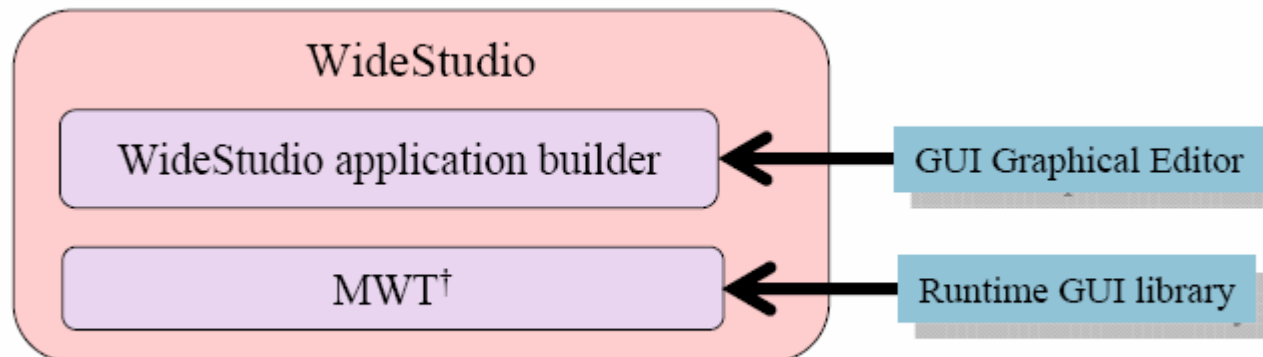 WideStudio
WideStudio application builder
GUI Graphical Editor
MWT†
Runtime GUI library